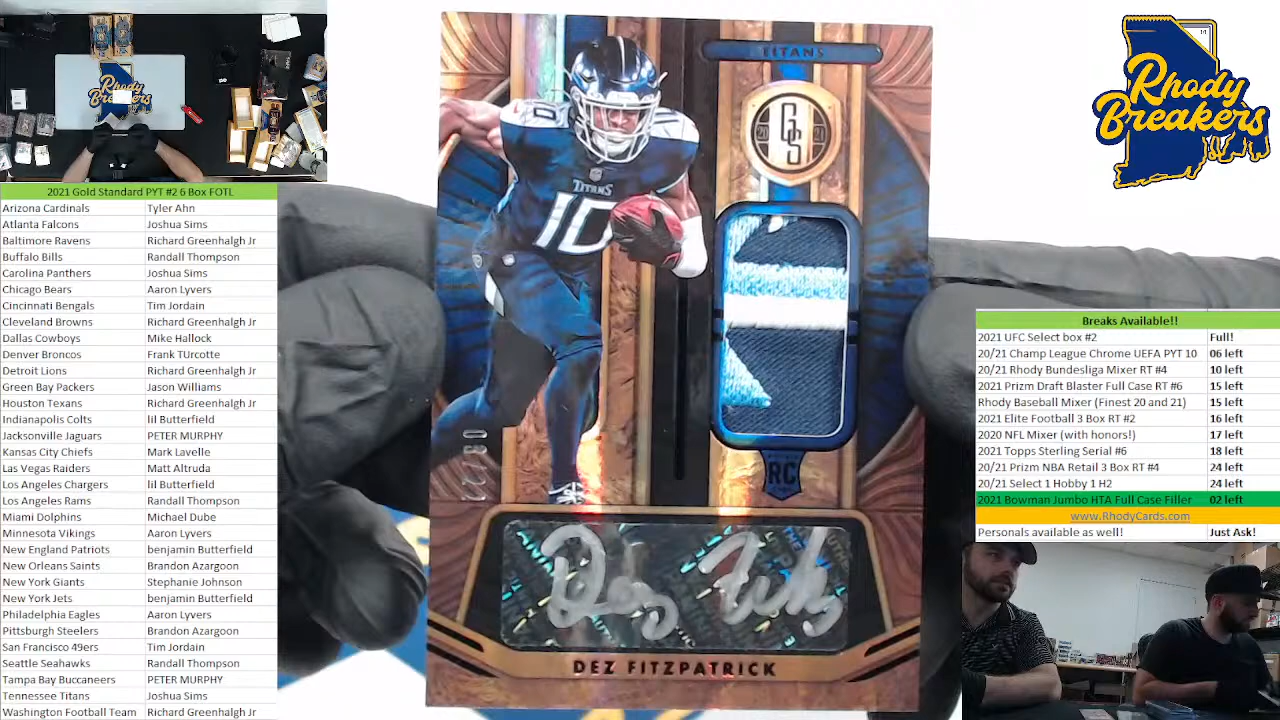 2021 Gold Standard PYT #2 6 Box FOTL
Arizona Cardinals Tyler Ahn
Atlanta Falcons Joshua Sims
Baltimore Ravens Richard Greenhalgh Jr
Buffalo Bills Randall Thompson
Carolina Panthers Joshua Sims
Chicago Bears Aaron Lyvers
Cincinnati Bengals Tim Jordain
Cleveland Browns Richard Greenhalgh Jr
Dallas Cowboys Mike Hallock
Denver Broncos Frank TUrcotte
Detroit Lions Richard Greenhalgh Jr
Green Bay Packers Jason Williams
Houston Texans Richard Greenhalgh Jr
Indianapolis Colts lil Butterfield
Jacksonville Jaguars PETER MURPHY
Kansas City Chiefs Mark Lavelle
Las Vegas Raiders Matt Altruda
Los Angeles Chargers lil Butterfield
Los Angeles Rams Randall Thompson
Miami Dolphins Michael Dube
Minnesota Vikings Aaron Lyvers
New England Patriots benjamin Butterfield
New Orleans Saints Brandon Azargoon
New York Giants Stephanie Johnson
New York Jets benjamin Butterfield
Philadelphia Eagles Aaron Lyvers
Pittsburgh Steelers Brandon Azargoon
San Francisco 49ers Tim Jordain
Seattle Seahawks Randall Thompson
Tampa Bay Buccaneers PETER MURPHY
Tennessee Titans Joshua Sims
Washington Football Team Richard Greenhalgh Jr
Rhody
Breakers
TITANS
20 GS 21
10
TITANS
10
RC
DEZ FITZPATRICK
Rhody
Breakers
Breaks Available!!
2021 UFC Select box #2 Full!
20/21 Champ League Chrome UEFA PYT 10 06 left
20/21 Rhody Bundesliga Mixer RT #4 10 left
2021 Prizm Draft Blaster Full Case RT #6 15 left
Rhody Baseball Mixer (Finest 20 and 21) 15 left
2021 Elite Football 3 Box RT #2 16 left
2020 NFL Mixer (with honors!) 17 left
2021 Topps Sterling Serial #6 18 left
20/21 Prizm NBA Retail 3 Box RT #4 24 left
20/21 Select 1 Hobby 1 H2 24 left
2021 Bowman Jumbo HTA Full Case Filler 02 left
www.RhodyCards.com
Personals available as well! Just Ask!